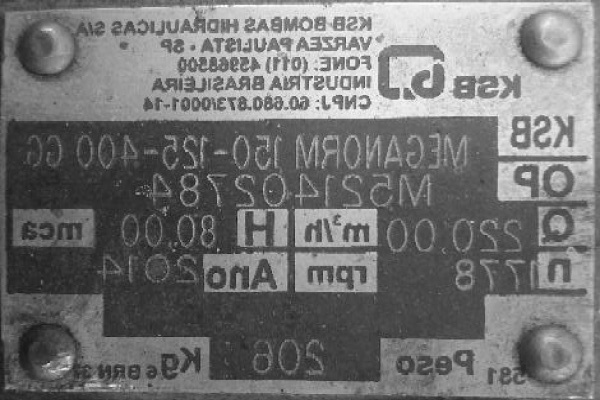 KSB BOMBAS HIDRAULICAS S/A
VARZEA PAULISTA - SP
FONE: (011) 45968500
INDUSTRIA BRASILEIRA
CNPJ: 60.680.873/0001-14
KSB
KSB MEGANORM 150-125-400 GG
OP M521402784
Q 220.00 m³/h H 80.00 mca
n 1778 rpm Ano 2014
Peso 206 Kg